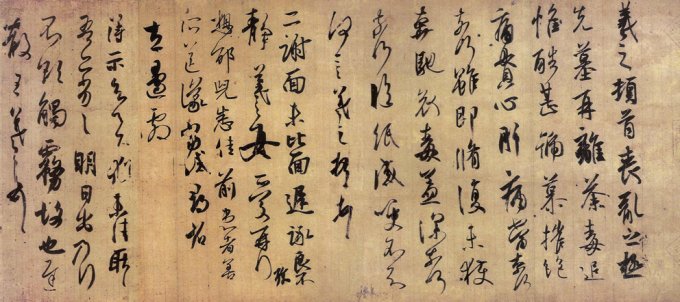 羲之頓首喪亂之極
先墓再離荼毒追
惟酷甚號慕摧絕
痛貫心肝痛當奈何
奈何雖即脩復未獲
奔馳哀毒益深奈何
奈何臨紙感哽不知
何言羲之頓首頓首
二謝面未比面遲詠良不
靜羲之女愛再拜
想邵兒悉佳前患者善
所送議當試尋省
左邊劇
得示知足下猶未佳耿耿
吾亦劣劣明日出乃行
不欲觸霧故也遲
散王羲之頓首